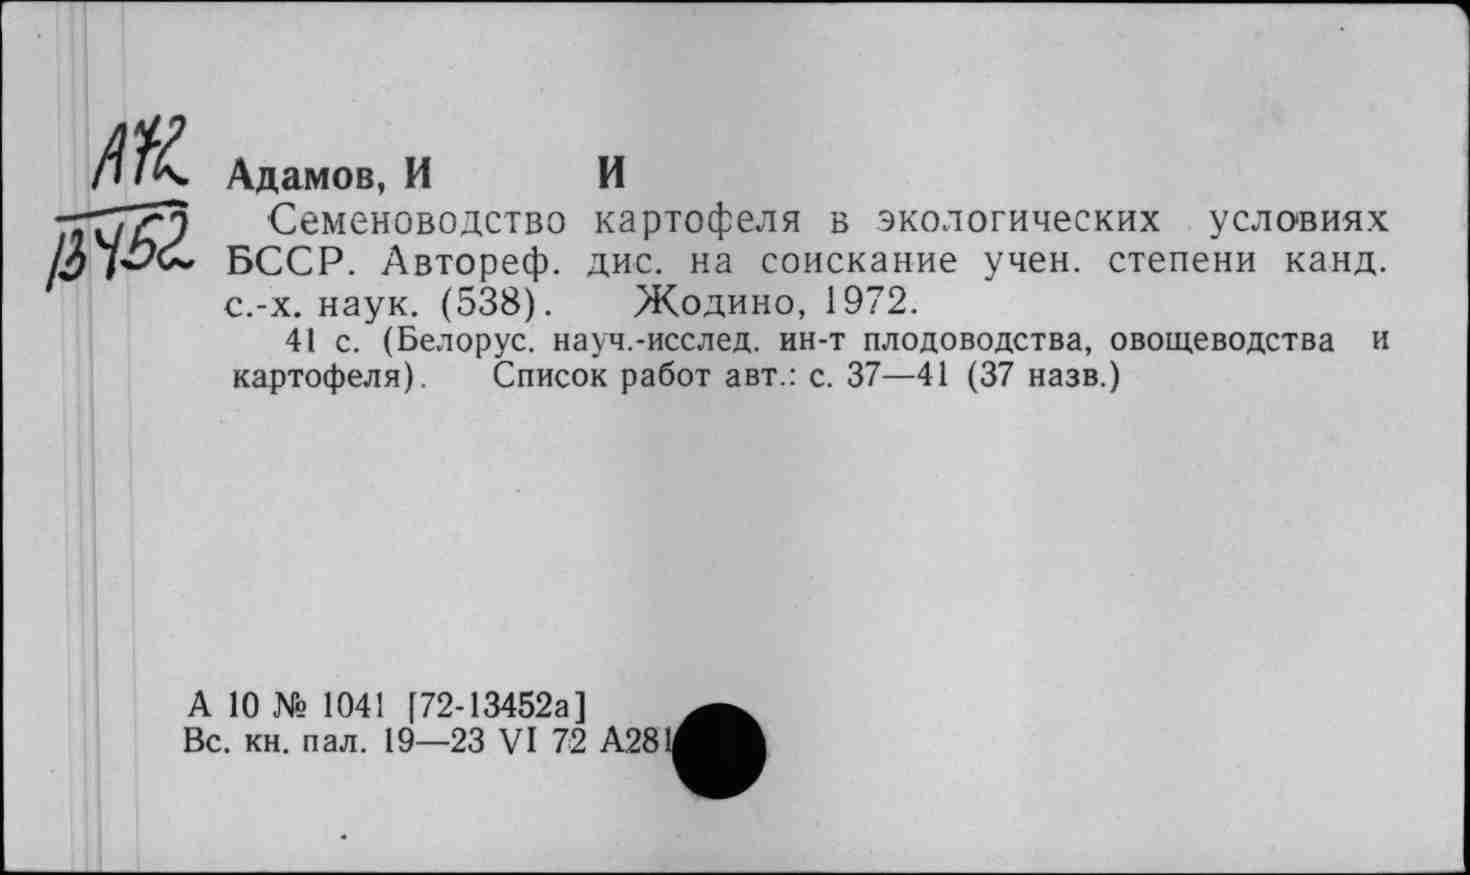 А72
13452
Адамов, И И
Семеноводство картофеля в экологических условиях
БССР. Автореф. дис. на соискание учен. степени канд.
с.-х. наук. (538). Жодино, 1972.
41 с. (Белорус. науч.-исслед. ин-т плодоводства, овощеводства и
картофеля). Список работ авт.: с. 37—41 (37 назв.)
А 10 № 1041 [72-13452а]
Вс. кн. пал. 19—23 VI 72 А281